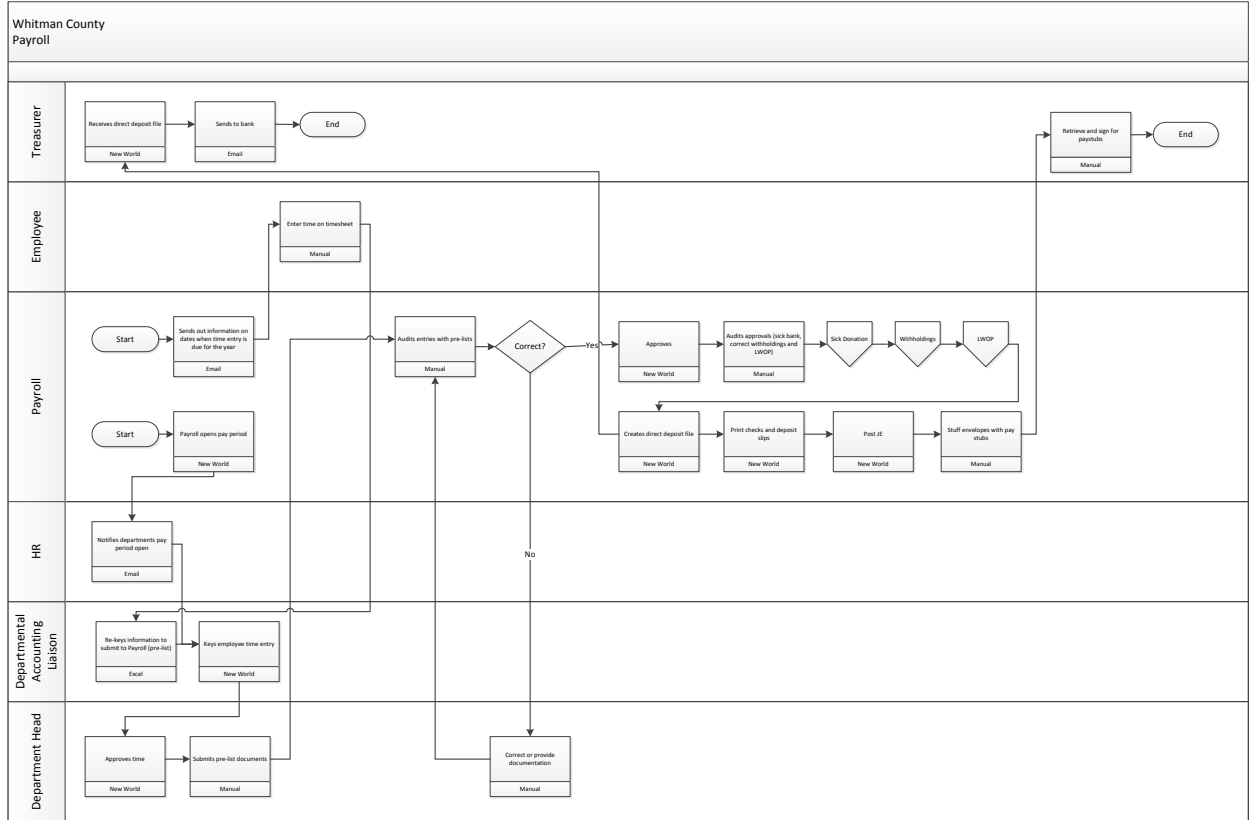 Whitman County
Payroll
Treasurer
Receives direct deposit file
New World
Sends to bank
Email
End
Retrieve and sign for
paystubs
Manual
End
Employee
Enter time on timesheet
Manual
Payroll
Start
Sends out information on
dates when time entry is
due for the year
Email
Audits entries with pre-lists
Manual
Correct?
Yes
Approves
New World
Audits approvals (sick bank,
correct withholdings and
LWOP)
Manual
Sick Donation
Withholdings
LWOP
Start
Payroll opens pay period
New World
Creates direct deposit file
New World
Print checks and deposit
slips
New World
Post JE
New World
Stuff envelopes with pay
stubs
Manual
HR
Notifies departments pay
period open
Email
No
Departmental
Accounting
Liaison
Re-keys information to
submit to Payroll (pre-list)
Excel
Keys employee time entry
New World
Department Head
Approves time
New World
Submits pre-list documents
Manual
Correct or provide
documentation
Manual